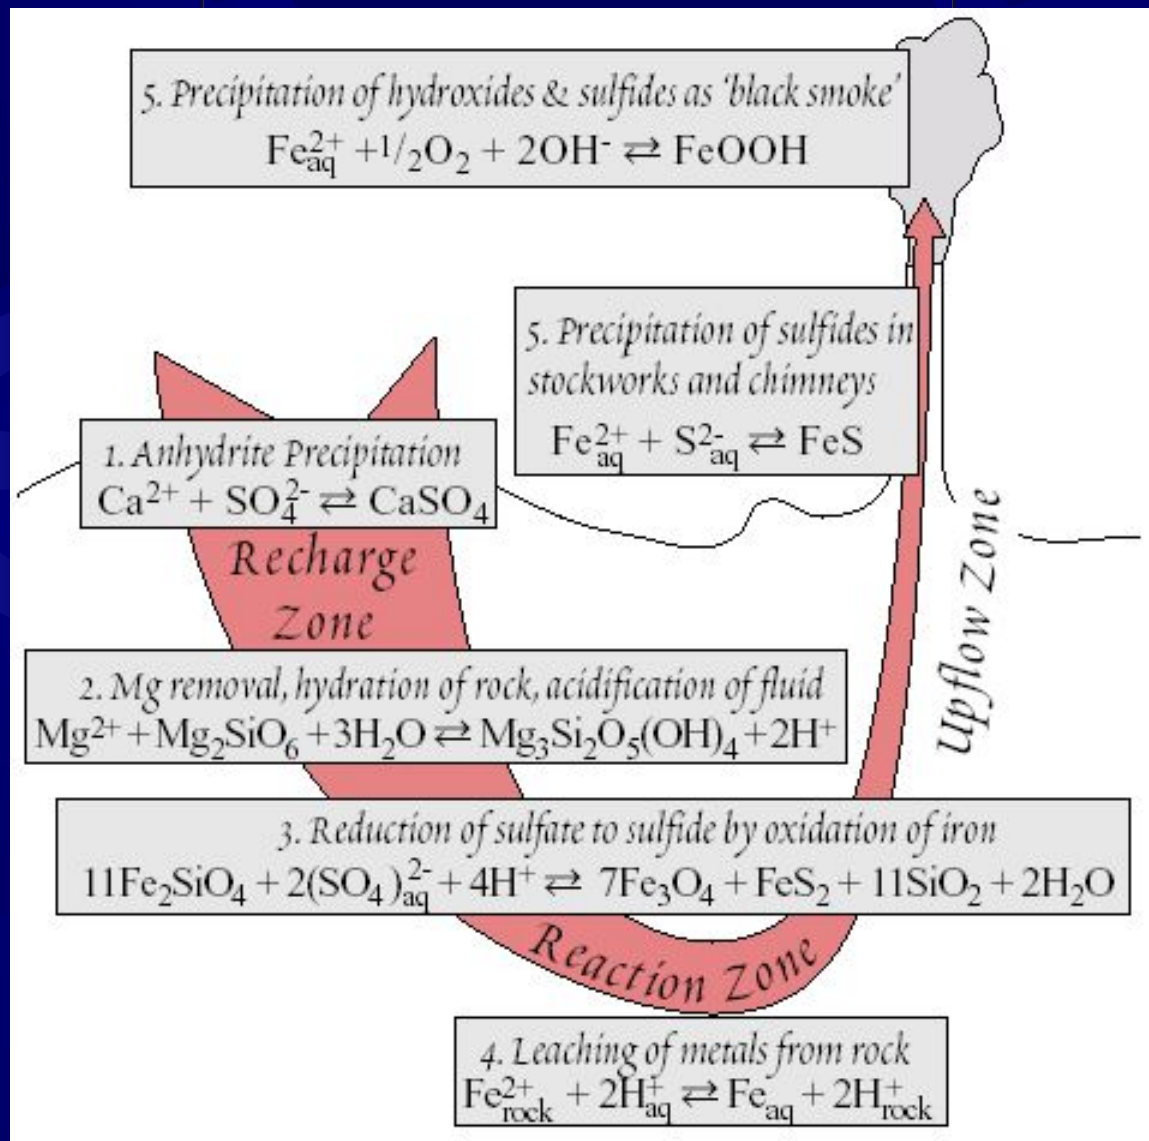 5. Precipitation of hydroxides & sulfides as ‘black smoke’
Fe²⁺aq +1/2O₂ + 2OH⁻ ⇄ FeOOH
5. Precipitation of sulfides in
stockworks and chimneys
Fe²⁺aq + S²⁻aq ⇄ FeS
1. Anhydrite Precipitation
Ca²⁺ + SO₄²⁻ ⇄ CaSO₄
Recharge
Zone
Upflow Zone
2. Mg removal, hydration of rock, acidification of fluid
Mg²⁺ + Mg₂SiO₆ + 3H₂O ⇄ Mg₃Si₂O₅(OH)₄ + 2H⁺
3. Reduction of sulfate to sulfide by oxidation of iron
11Fe₂SiO₄ + 2(SO₄)²⁻aq + 4H⁺ ⇄ 7Fe₃O₄ + FeS₂ + 11SiO₂ + 2H₂O
Reaction Zone
4. Leaching of metals from rock
Fe²⁺rock + 2H⁺aq ⇄ Feaq + 2H⁺rock